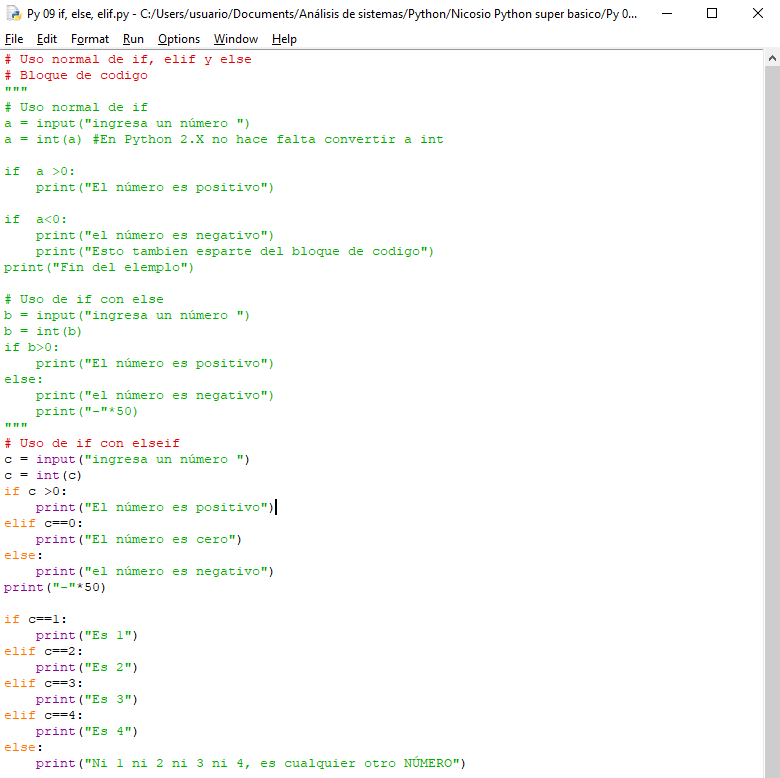 Py 09 if, else, elif.py - C:/Users/usuario/Documents/Análisis de sistemas/Python/Nicosio Python super basico/Py 0...
File Edit Format Run Options Window Help
# Uso normal de if, elif y else
# Bloque de codigo
"""
# Uso normal de if
a = input("ingresa un número ")
a = int(a) #En Python 2.X no hace falta convertir a int
if  a >0:
    print("El número es positivo")
if  a<0:
    print("el número es negativo")
    print("Esto tambien esparte del bloque de codigo")
print("Fin del elemplo")
# Uso de if con else
b = input("ingresa un número ")
b = int(b)
if b>0:
    print("El número es positivo")
else:
    print("el número es negativo")
    print("-"*50)
"""
# Uso de if con elseif
c = input("ingresa un número ")
c = int(c)
if c >0:
    print("El número es positivo")
elif c==0:
    print("El número es cero")
else:
    print("el número es negativo")
print("-"*50)
if c==1:
    print("Es 1")
elif c==2:
    print("Es 2")
elif c==3:
    print("Es 3")
elif c==4:
    print("Es 4")
else:
    print("Ni 1 ni 2 ni 3 ni 4, es cualquier otro NÚMERO")